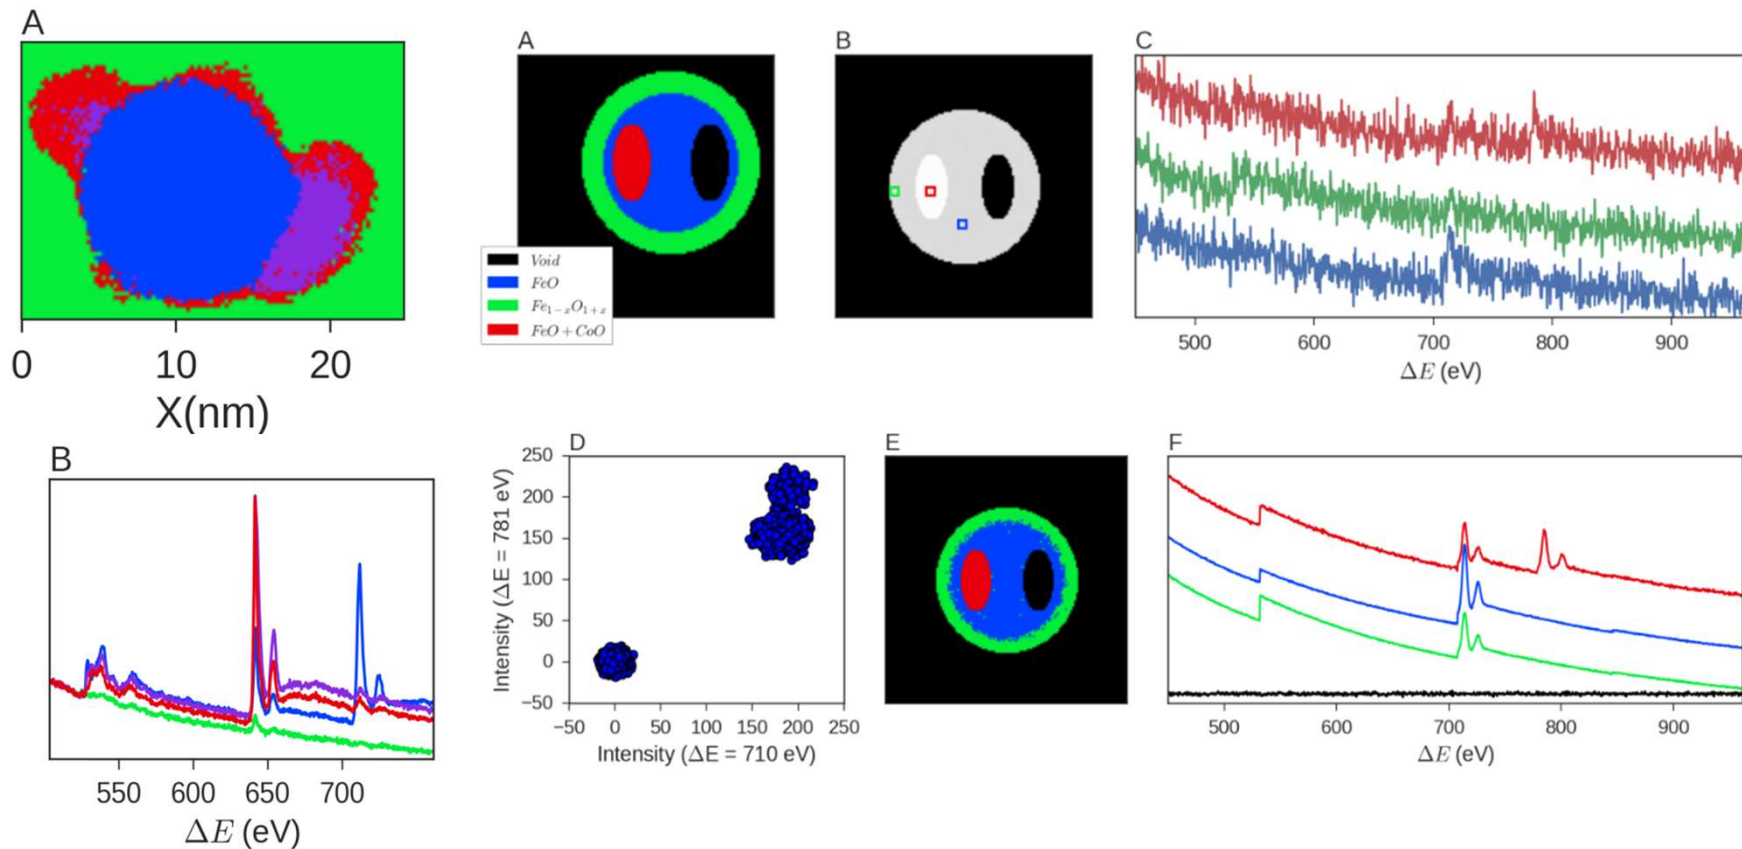 A
0 10 20
X(nm)
B
550 600 650 700
ΔE (eV)
A
Void
FeO
Fe₁₋ₓO₁₊ₓ
FeO + CoO
B
C
500 600 700 800 900
ΔE (eV)
D
250
200
150
100
50
0
−50
Intensity (ΔE = 781 eV)
−50 0 50 100 150 200 250
Intensity (ΔE = 710 eV)
E
F
500 600 700 800 900
ΔE (eV)